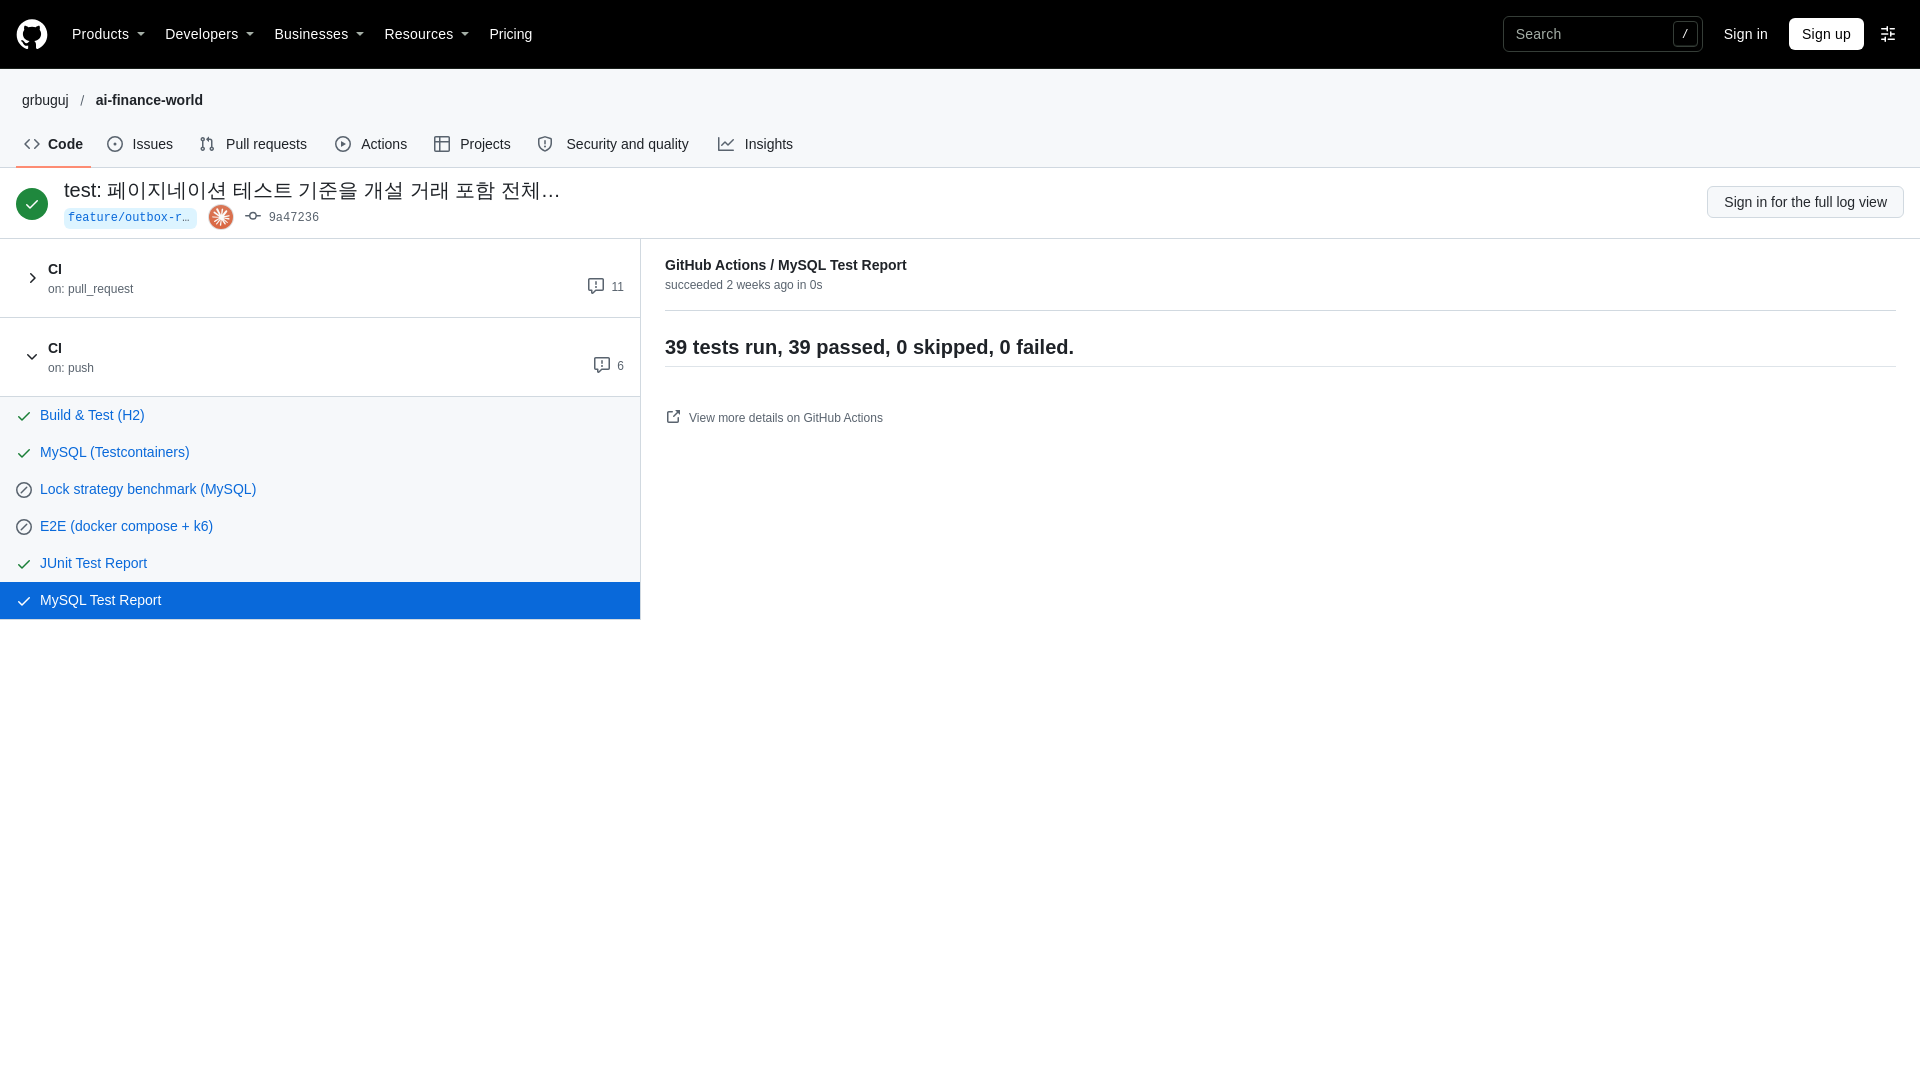 Products
Developers
Businesses
Resources
Pricing
Search
/
Sign in
Sign up
grbuguj / ai-finance-world
Code
Issues
Pull requests
Actions
Projects
Security and quality
Insights
test: 페이지네이션 테스트 기준을 개설 거래 포함 전체…
feature/outbox-r…
9a47236
Sign in for the full log view
CI
on: pull_request
11
CI
on: push
6
Build & Test (H2)
MySQL (Testcontainers)
Lock strategy benchmark (MySQL)
E2E (docker compose + k6)
JUnit Test Report
MySQL Test Report
GitHub Actions / MySQL Test Report
succeeded 2 weeks ago in 0s
39 tests run, 39 passed, 0 skipped, 0 failed.
View more details on GitHub Actions